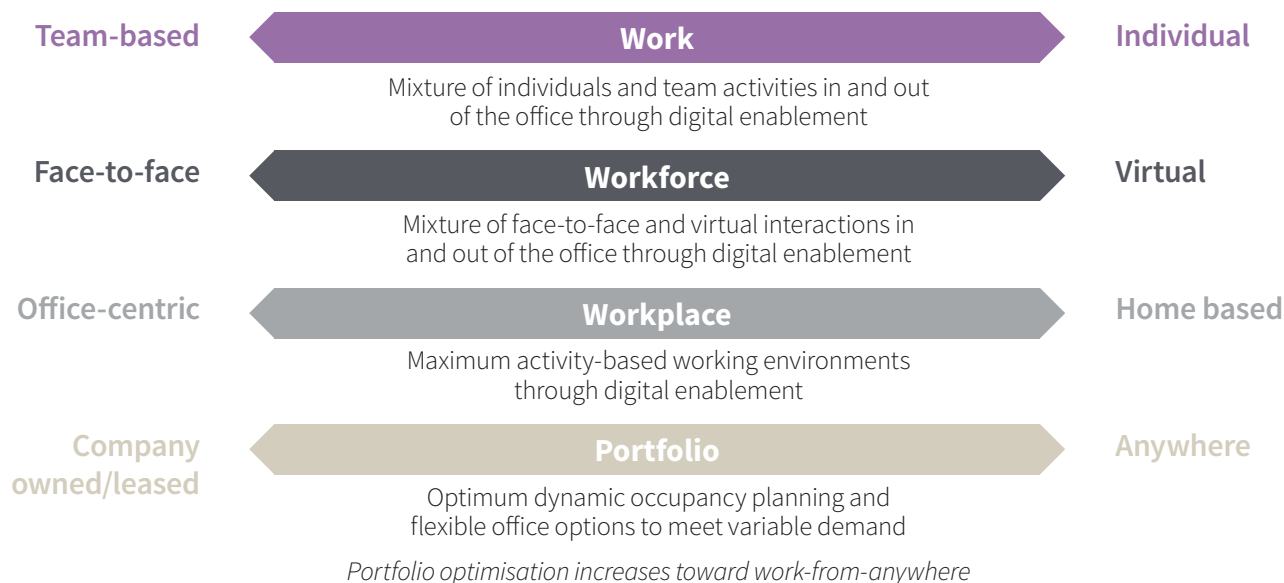 Team-based
Work
Individual
Mixture of individuals and team activities in and out
of the office through digital enablement
Face-to-face
Workforce
Virtual
Mixture of face-to-face and virtual interactions in
and out of the office through digital enablement
Office-centric
Workplace
Home based
Maximum activity-based working environments
through digital enablement
Company
owned/leased
Portfolio
Anywhere
Optimum dynamic occupancy planning and
flexible office options to meet variable demand
Portfolio optimisation increases toward work-from-anywhere